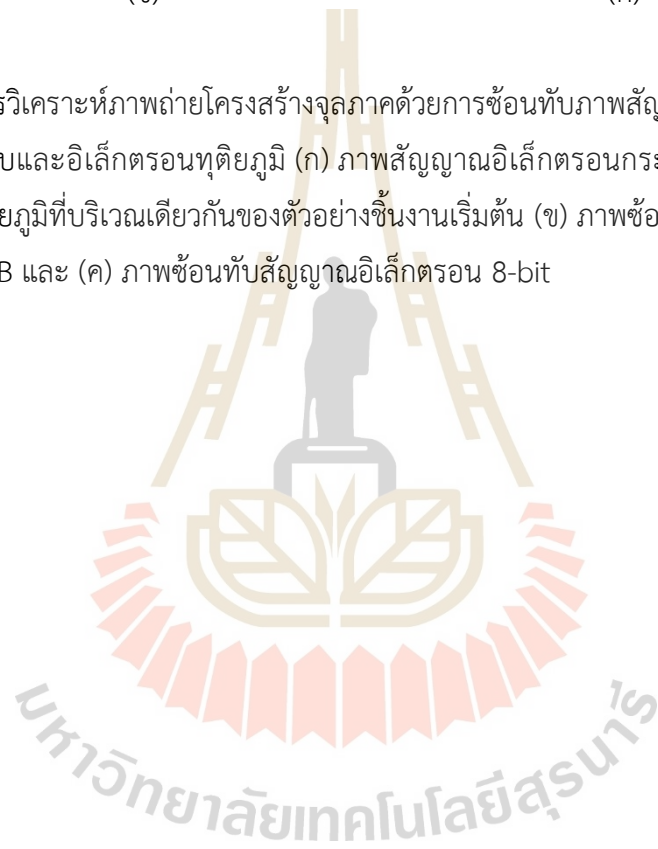 รวิเคราะห์ภาพถ่ายโครงสร้างจุลภาคด้วยการซ้อนทับภาพสัญ
บและอิเล็กตรอนทุติยภูมิ (ก) ภาพสัญญาณอิเล็กตรอนกระ
ยภูมิที่บริเวณเดียวกันของตัวอย่างชิ้นงานเริ่มต้น (ข) ภาพซ้อ
B และ (ค) ภาพซ้อนทับสัญญาณอิเล็กตรอน 8-bit
มหาวิทยาลัยเทคโนโลยีสุรนารี